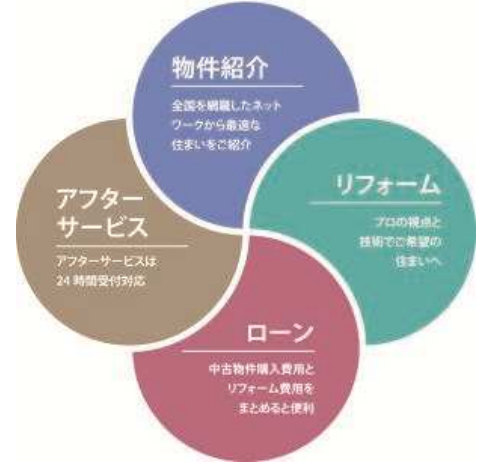 物件紹介
全国を網羅したネット
ワークから最適な
住まいをご紹介
リフォーム
プロの視点と
技術でご希望の
住まいへ
アフター
サービス
アフターサービスは
24時間受付対応
ローン
中古物件購入費用と
リフォーム費用を
まとめると便利